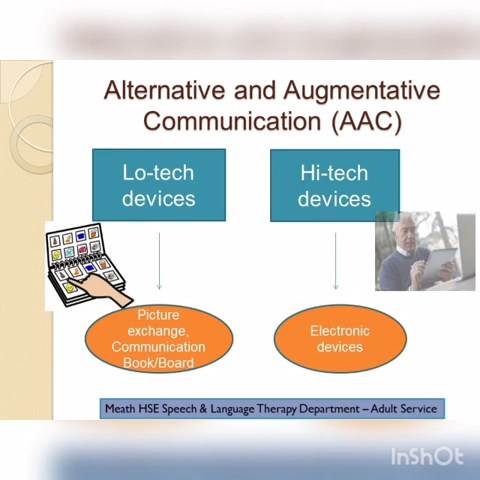 Alternative and Augmentative
Communication (AAC)
Lo-tech
devices
Hi-tech
devices
Picture
exchange,
Communication
Book/Board
Electronic
devices
Meath HSE Speech & Language Therapy Department – Adult Service
InShOt